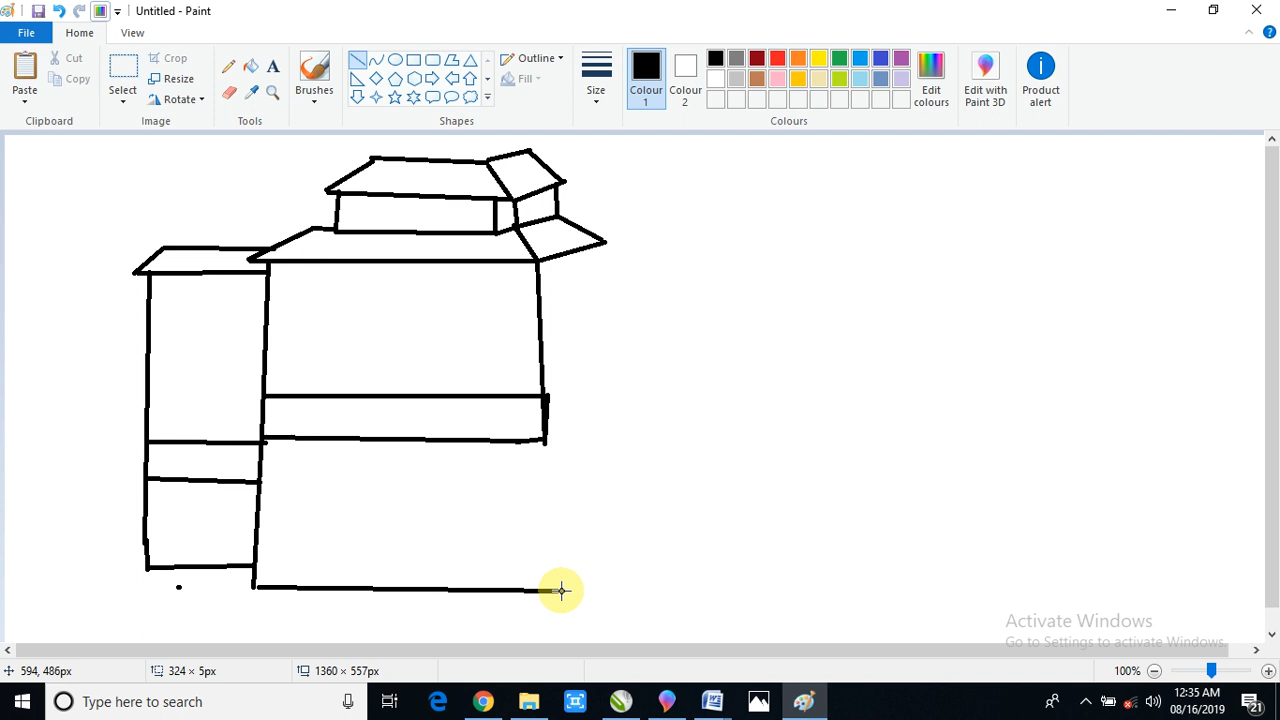 Untitled - Paint
File
Home
View
Paste
Cut
Copy
Clipboard
Select
Crop
Resize
Rotate
Image
A
Tools
Brushes
Outline
Fill
Shapes
Size
Colour
1
Colour
2
Edit
colours
Colours
Edit with
Paint 3D
Product
alert
Activate Windows
Go to Settings to activate Windows.
594, 486px
324 × 5px
1360 × 557px
100%
Type here to search
12:35 AM
08/16/2019
21